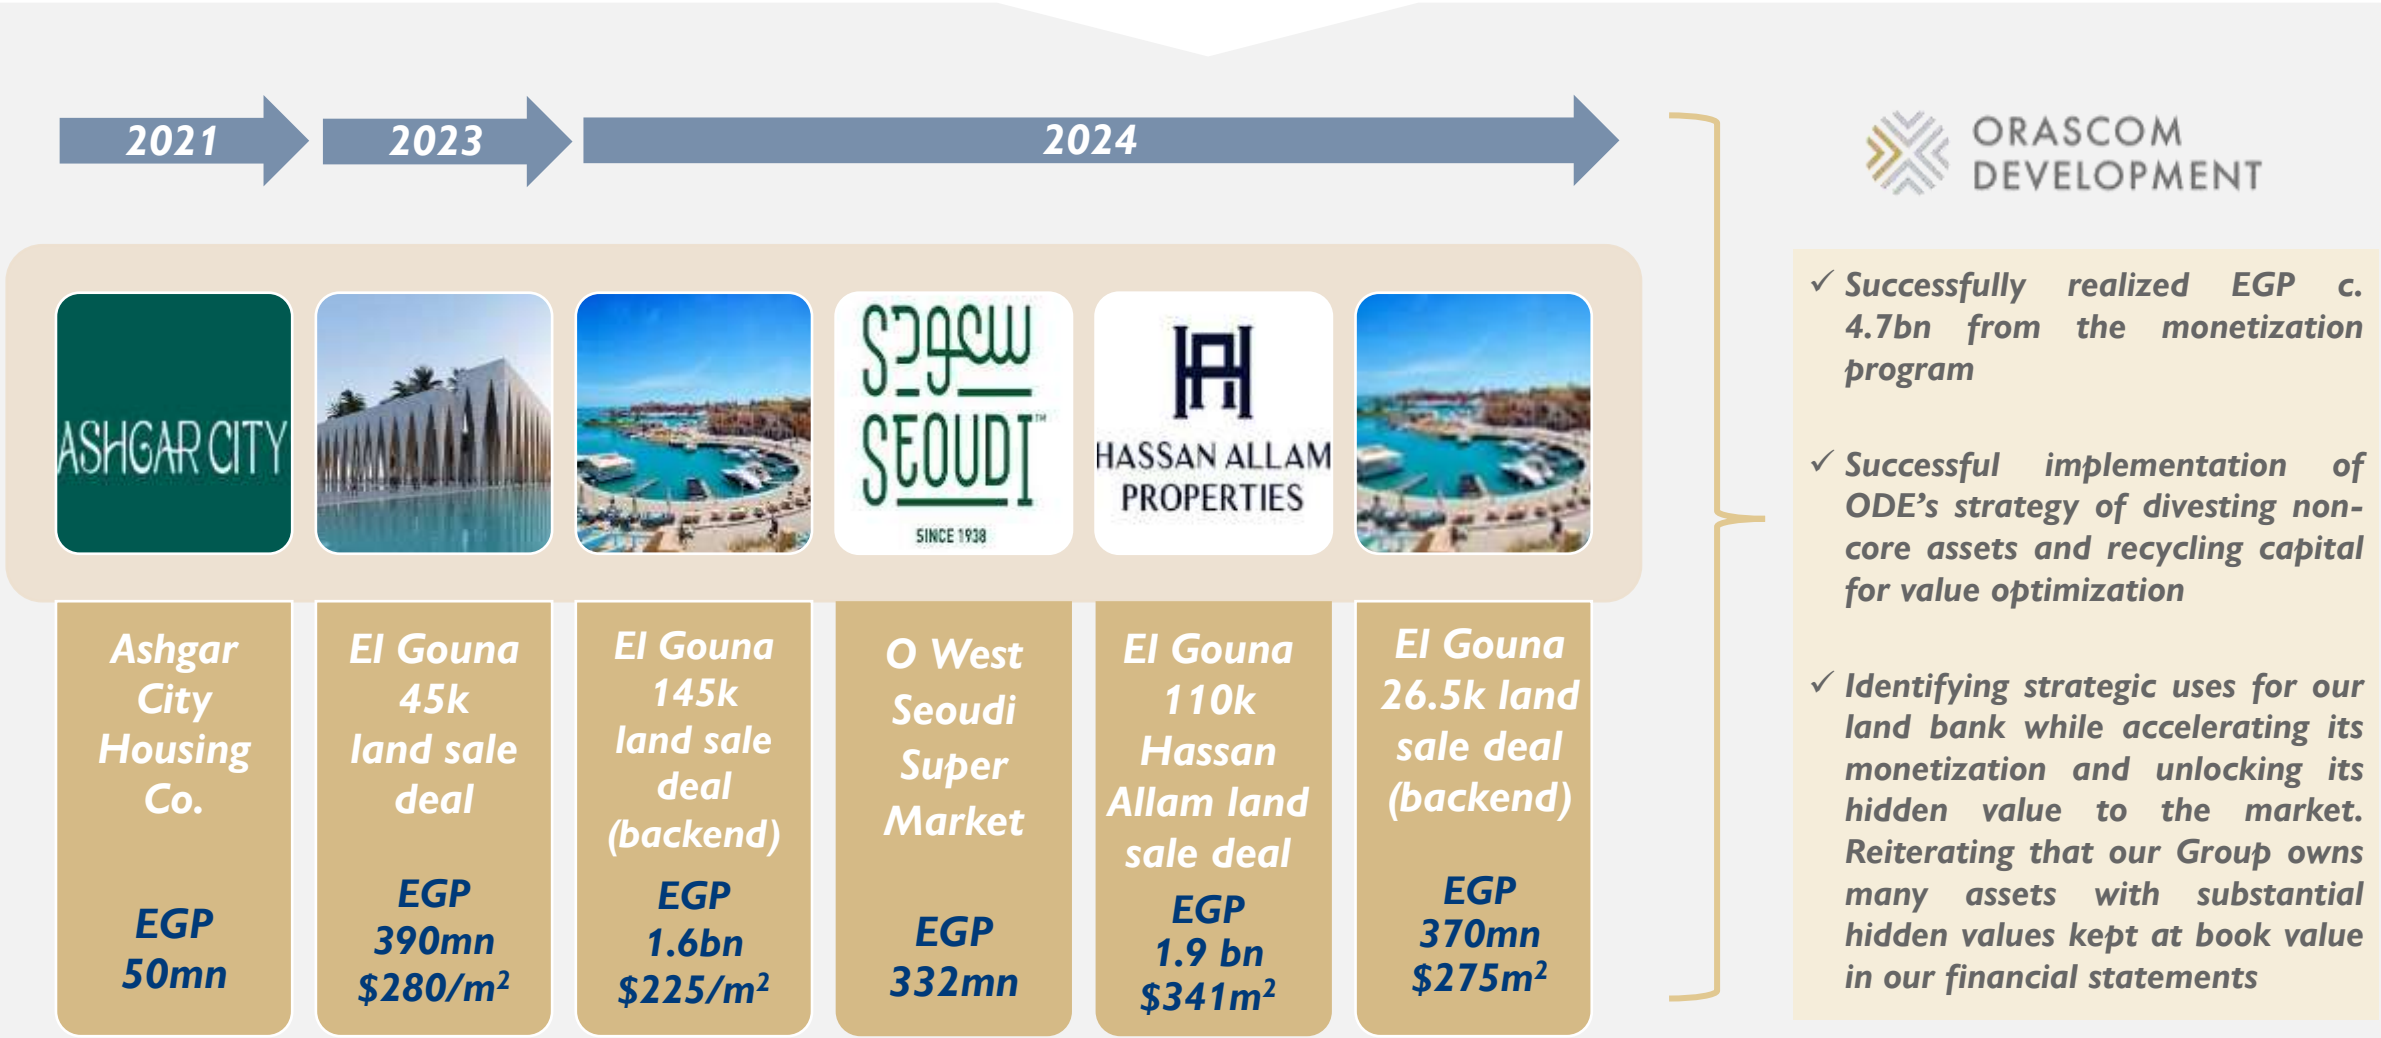 2021
2023
2024
ORASCOM
DEVELOPMENT
ASHGAR CITY
سعودي
SEOUDI™
SINCE 1938
HASSAN ALLAM
PROPERTIES
Ashgar
City
Housing
Co.
EGP
50mn
El Gouna
45k
land sale
deal
EGP
390mn
$280/m²
El Gouna
145k
land sale
deal
(backend)
EGP
1.6bn
$225/m²
O West
Seoudi
Super
Market
EGP
332mn
El Gouna
110k
Hassan
Allam land
sale deal
EGP
1.9 bn
$341m²
El Gouna
26.5k land
sale deal
(backend)
EGP
370mn
$275m²
✓ Successfully realized EGP c.
4.7bn from the monetization
program
✓ Successful implementation of
ODE’s strategy of divesting non-
core assets and recycling capital
for value optimization
✓ Identifying strategic uses for our
land bank while accelerating its
monetization and unlocking its
hidden value to the market.
Reiterating that our Group owns
many assets with substantial
hidden values kept at book value
in our financial statements